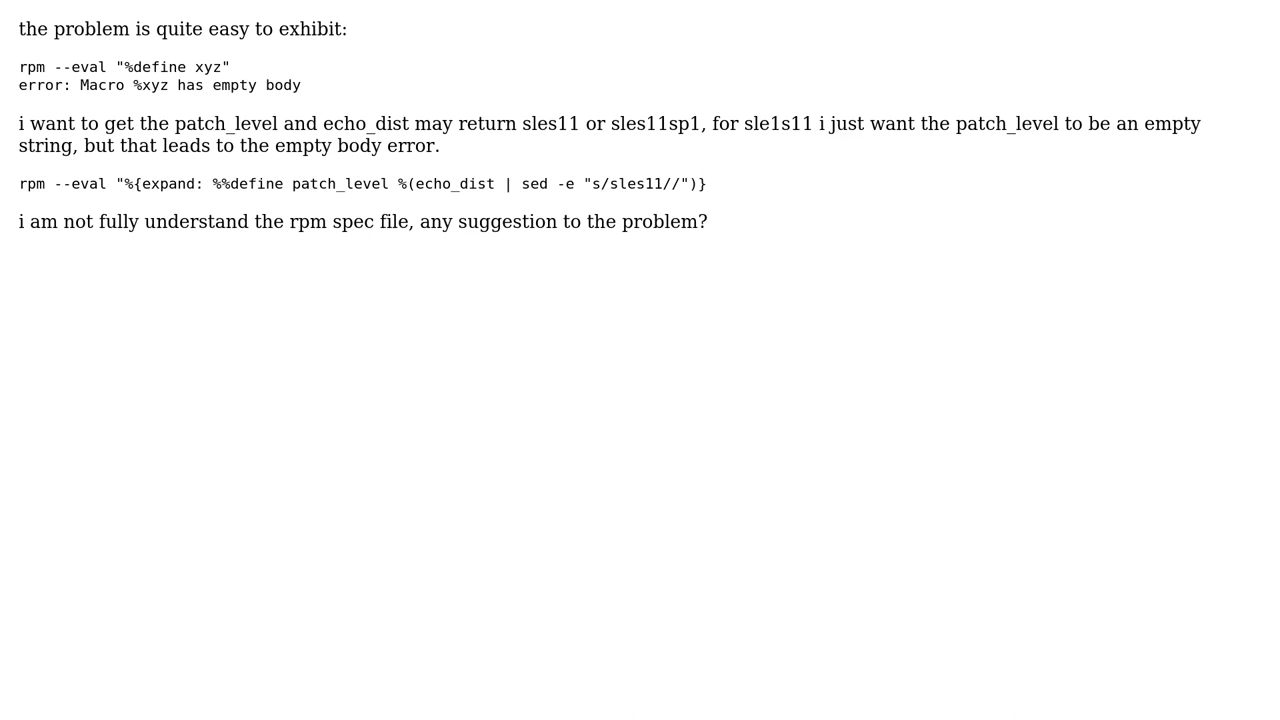 the problem is quite easy to exhibit:
rpm --eval "%define xyz"
error: Macro %xyz has empty body
i want to get the patch_level and echo_dist may return sles11 or sles11sp1, for sle1s11 i just want the patch_level to be an empty
string, but that leads to the empty body error.
rpm --eval "%{expand: %%define patch_level %(echo_dist | sed -e "s/sles11//")}
i am not fully understand the rpm spec file, any suggestion to the problem?